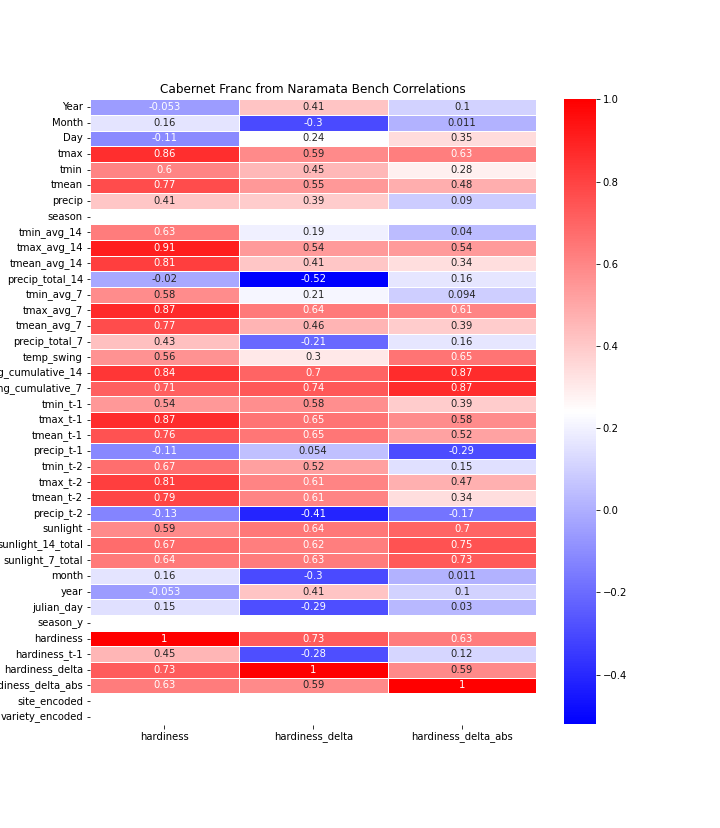 Cabernet Franc from Naramata Bench Correlations
Year -0.053 0.41 0.1
Month 0.16 -0.3 0.011
Day -0.11 0.24 0.35
tmax 0.86 0.59 0.63
tmin 0.6 0.45 0.28
tmean 0.77 0.55 0.48
precip 0.41 0.39 0.09
season
tmin_avg_14 0.63 0.19 0.04
tmax_avg_14 0.91 0.54 0.54
tmean_avg_14 0.81 0.41 0.34
precip_total_14 -0.02 -0.52 0.16
tmin_avg_7 0.58 0.21 0.094
tmax_avg_7 0.87 0.64 0.61
tmean_avg_7 0.77 0.46 0.39
precip_total_7 0.43 -0.21 0.16
temp_swing 0.56 0.3 0.65
g_cumulative_14 0.84 0.7 0.87
ng_cumulative_7 0.71 0.74 0.87
tmin_t-1 0.54 0.58 0.39
tmax_t-1 0.87 0.65 0.58
tmean_t-1 0.76 0.65 0.52
precip_t-1 -0.11 0.054 -0.29
tmin_t-2 0.67 0.52 0.15
tmax_t-2 0.81 0.61 0.47
tmean_t-2 0.79 0.61 0.34
precip_t-2 -0.13 -0.41 -0.17
sunlight 0.59 0.64 0.7
sunlight_14_total 0.67 0.62 0.75
sunlight_7_total 0.64 0.63 0.73
month 0.16 -0.3 0.011
year -0.053 0.41 0.1
julian_day 0.15 -0.29 0.03
season_y
hardiness 1 0.73 0.63
hardiness_t-1 0.45 -0.28 0.12
hardiness_delta 0.73 1 0.59
diness_delta_abs 0.63 0.59 1
site_encoded
variety_encoded
hardiness hardiness_delta hardiness_delta_abs
1.0
0.8
0.6
0.4
0.2
0.0
−0.2
−0.4